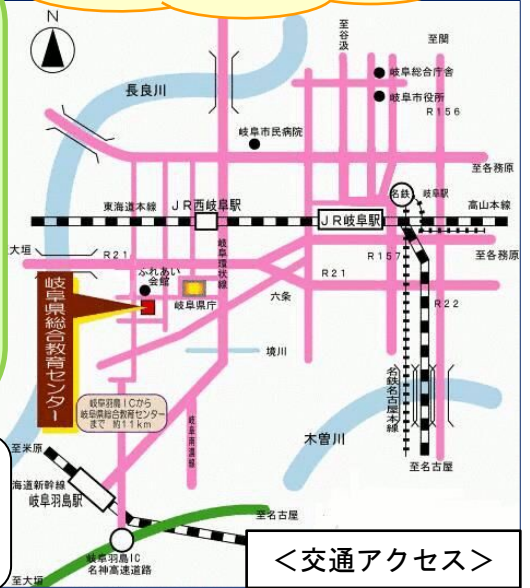 N
至谷汲
至関
岐阜総合庁舎
岐阜市役所
R156
長良川
岐阜市民病院
至各務原
名鉄
岐阜駅
東海道本線
JR西岐阜駅
JR岐阜駅
高山本線
大垣
R21
岐阜環状線
R157
至各務原
ふれあい
会館
岐阜県庁
六条
R21
R22
岐阜県総合教育センター
境川
岐阜羽島ICから
岐阜県総合教育センター
まで 約11km
岐阜南濃線
名鉄名古屋本線
木曽川
至米原
海道新幹線
岐阜羽島駅
至名古屋
至名古屋
岐阜羽島IC
名神高速道路
至大垣
＜交通アクセス＞